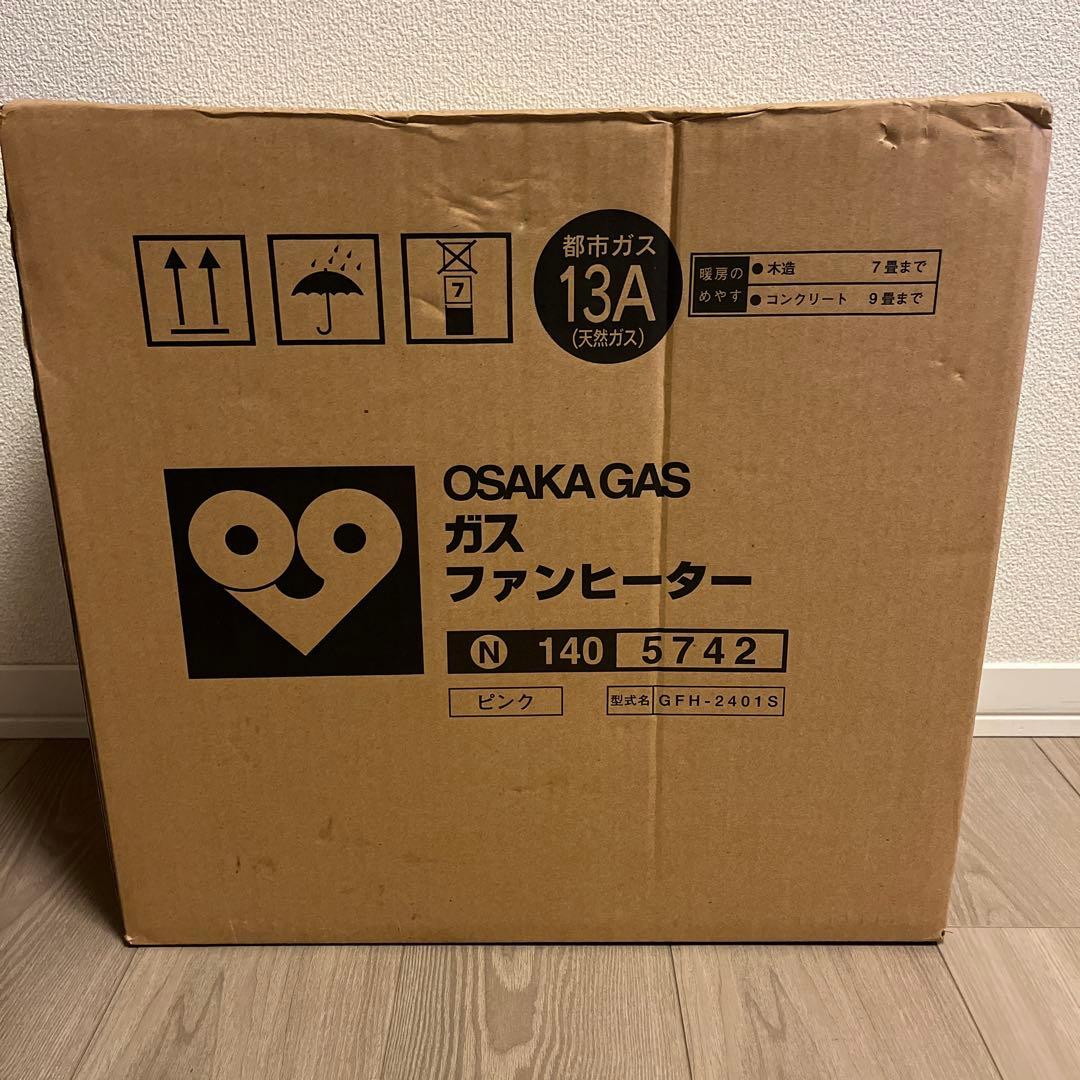 7
都市ガス
13A
(天然ガス)
暖房の
めやす
●木造 7畳まで
●コンクリート 9畳まで
OSAKA GAS
ガス
ファンヒーター
N 140 5742
ピンク
型式名 GFH-2401S